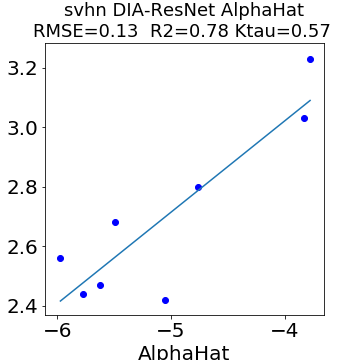 svhn DIA-ResNet AlphaHat
RMSE=0.13  R2=0.78 Ktau=0.57
3.2
3.0
2.8
2.6
2.4
−6 −5 −4
AlphaHat